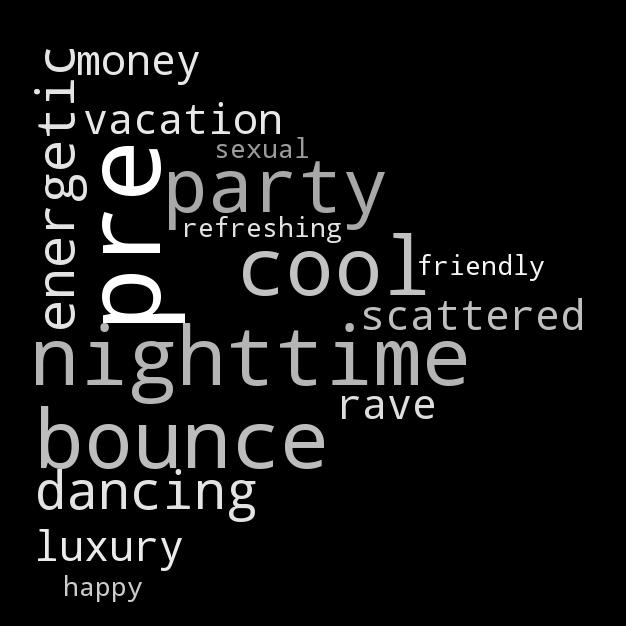 money
energetic
vacation
sexual
pre
party
refreshing
cool
friendly
scattered
nighttime
rave
bounce
dancing
luxury
happy